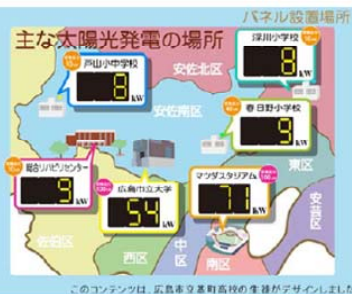 パネル設置場所
主な太陽光発電の場所
戸山小中学校
8 kW
深川小学校
8 kW
安佐北区
安佐南区
春日野小学校
9 kW
総合リハビリセンター
9 kW
広島市立大学
54 kW
マツダスタジアム
71 kW
東区
安芸区
佐伯区
西区
中区
南区
このコンテンツは、広島市立基町高校の生徒がデザインしました